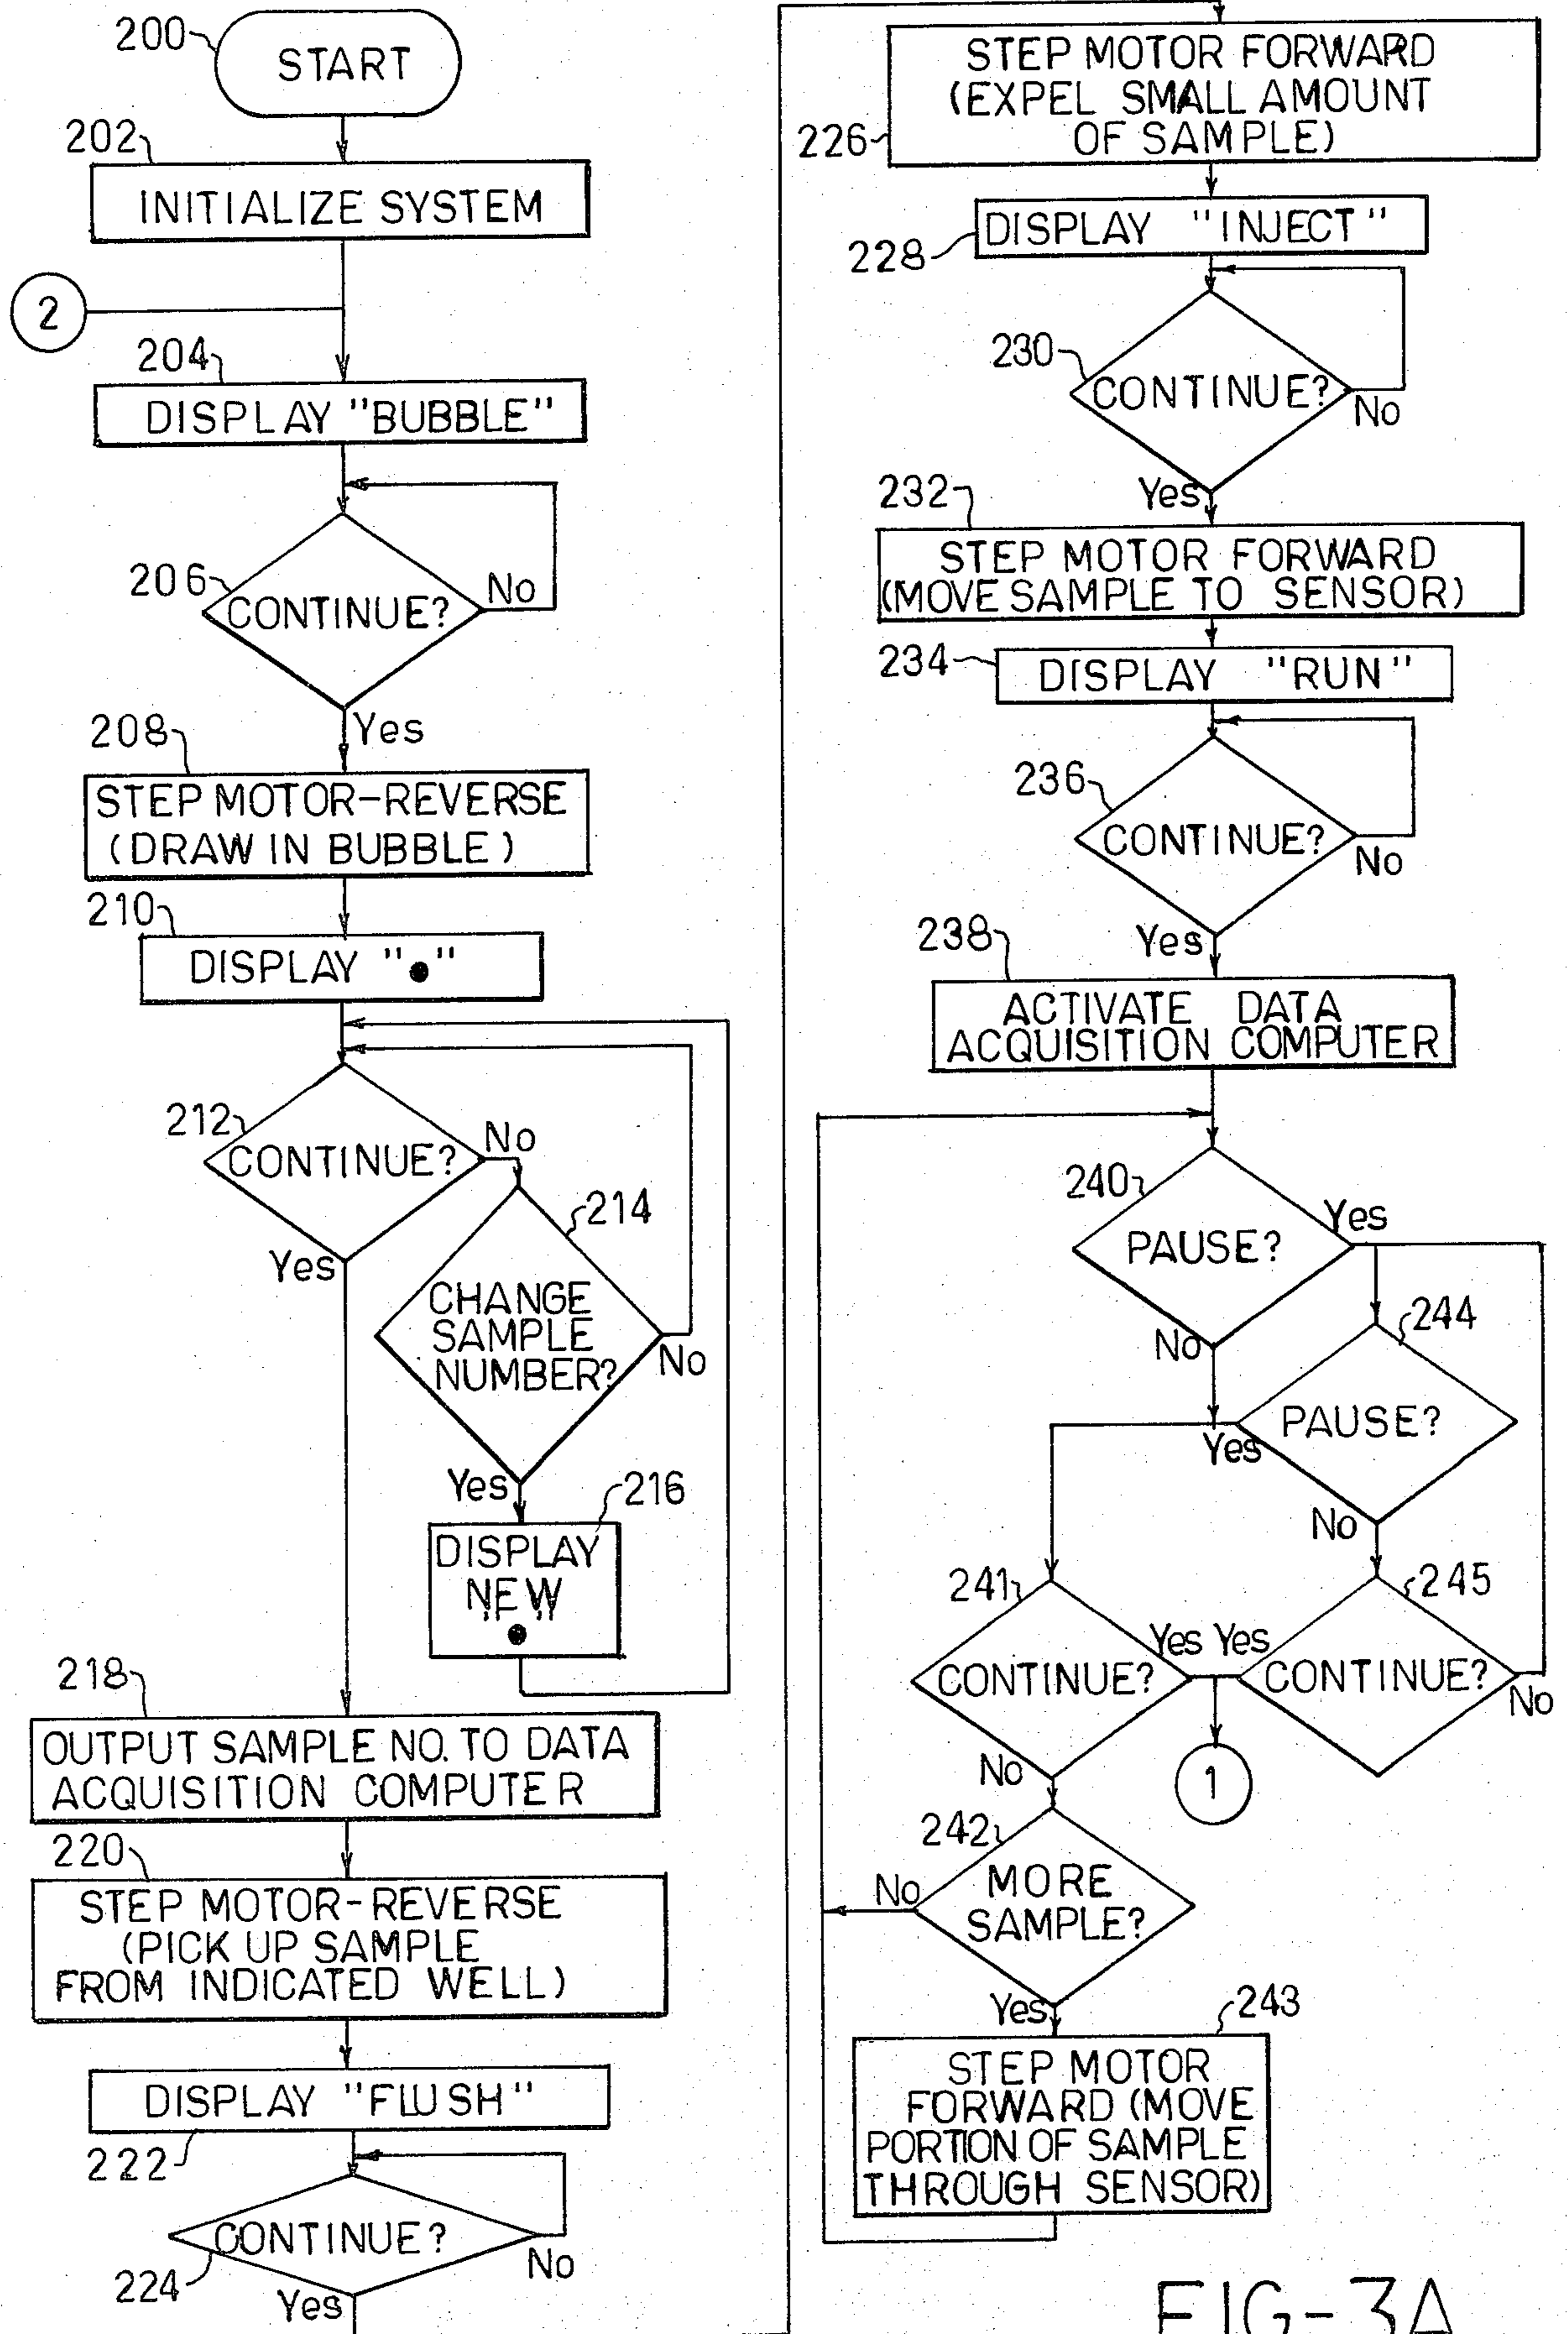 200
START
202
INITIALIZE SYSTEM
2
204
DISPLAY "BUBBLE"
206
CONTINUE?
No
Yes
208
STEP MOTOR-REVERSE
(DRAW IN BUBBLE)
210
DISPLAY "●"
212
CONTINUE?
No
Yes
214
CHANGE
SAMPLE
NUMBER?
No
Yes
216
DISPLAY
NEW
"●"
218
OUTPUT SAMPLE NO. TO DATA
ACQUISITION COMPUTER
220
STEP MOTOR-REVERSE
(PICK UP SAMPLE
FROM INDICATED WELL)
DISPLAY "FLUSH"
222
CONTINUE?
No
224
Yes
STEP MOTOR FORWARD
(EXPEL SMALL AMOUNT
OF SAMPLE)
226
DISPLAY "INJECT"
228
230
CONTINUE?
No
Yes
232
STEP MOTOR FORWARD
(MOVE SAMPLE TO SENSOR)
234
DISPLAY "RUN"
236
CONTINUE?
No
Yes
238
ACTIVATE DATA
ACQUISITION COMPUTER
240
PAUSE?
Yes
No
244
PAUSE?
Yes
No
241
CONTINUE?
Yes
No
245
Yes
CONTINUE?
No
1
242
MORE
SAMPLE?
No
Yes
243
STEP MOTOR
FORWARD (MOVE
PORTION OF SAMPLE
THROUGH SENSOR)
FIG-3A